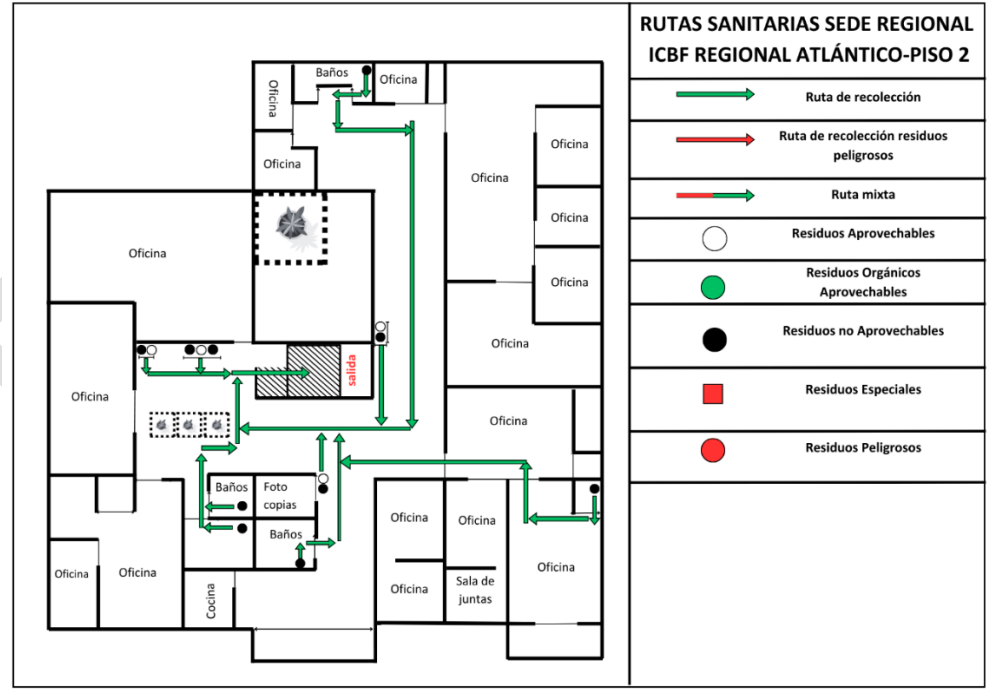 RUTAS SANITARIAS SEDE REGIONAL
ICBF REGIONAL ATLÁNTICO-PISO 2
Ruta de recolección
Ruta de recolección residuos
peligrosos
Ruta mixta
Residuos Aprovechables
Residuos Orgánicos
Aprovechables
Residuos no Aprovechables
Residuos Especiales
Residuos Peligrosos
Baños
Oficina
Oficina
Oficina
Oficina
Oficina
Oficina
Oficina
Oficina
Oficina
salida
Oficina
Oficina
Baños
Foto
copias
Baños
Oficina
Oficina
Oficina
Oficina
Cocina
Oficina
Sala de
juntas
Oficina